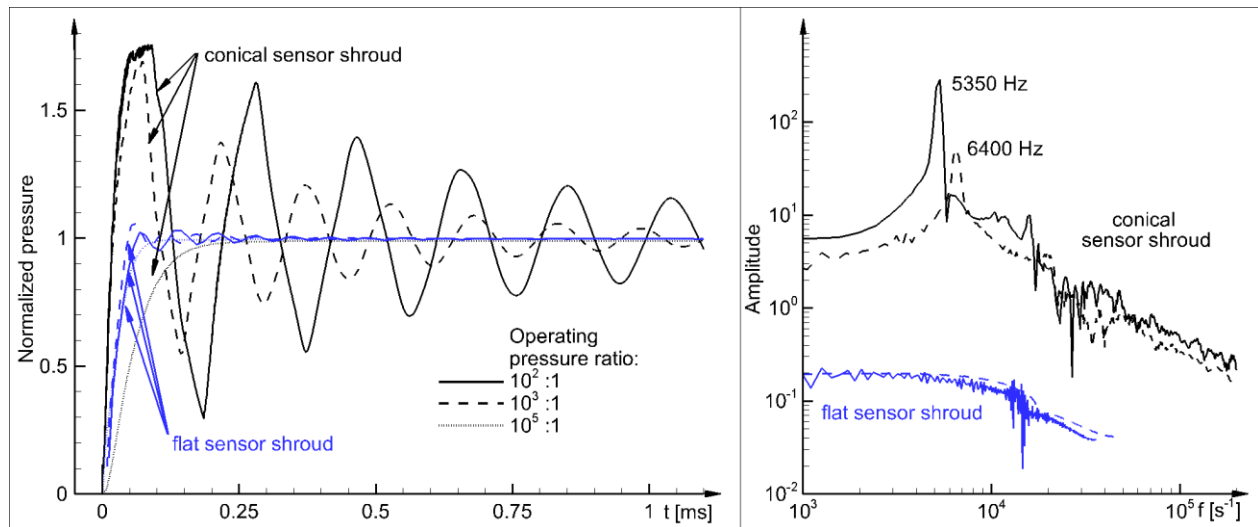 Normalized pressure
1.5
1
0.5
0
conical sensor shroud
flat sensor shroud
Operating
pressure ratio:
10² :1
10³ :1
10⁵ :1
0
0.25
0.5
0.75
1
t [ms]
Amplitude
10²
10¹
10⁰
10⁻¹
10⁻²
5350 Hz
6400 Hz
conical
sensor shroud
flat sensor shroud
10³
10⁴
10⁵
f [s⁻¹]